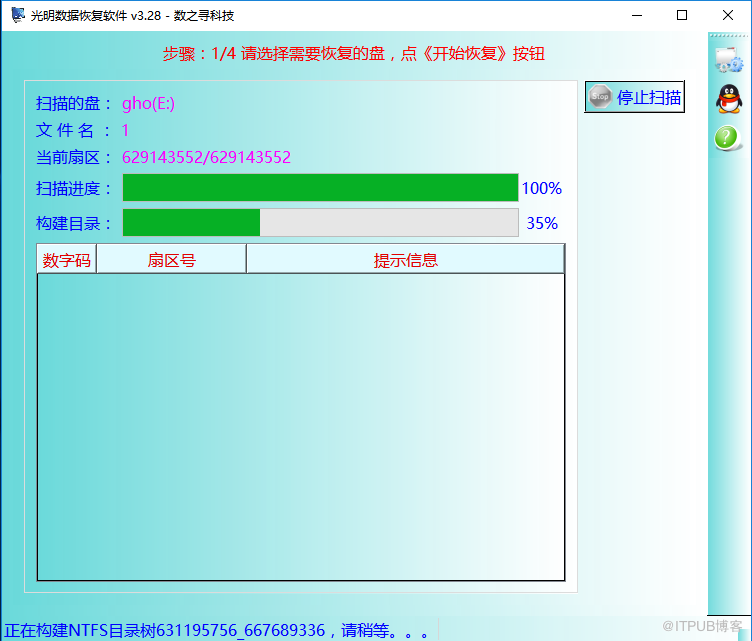 光明数据恢复软件 v3.28 - 数之寻科技
步骤：1/4 请选择需要恢复的盘，点《开始恢复》按钮
扫描的盘： gho(E:)
Stop 停止扫描
文 件 名 ： 1
当前扇区： 629143552/629143552
扫描进度： 100%
构建目录： 35%
数字码 扇区号 提示信息
正在构建NTFS目录树631195756_667689336，请稍等。。。
@ITPUB博客